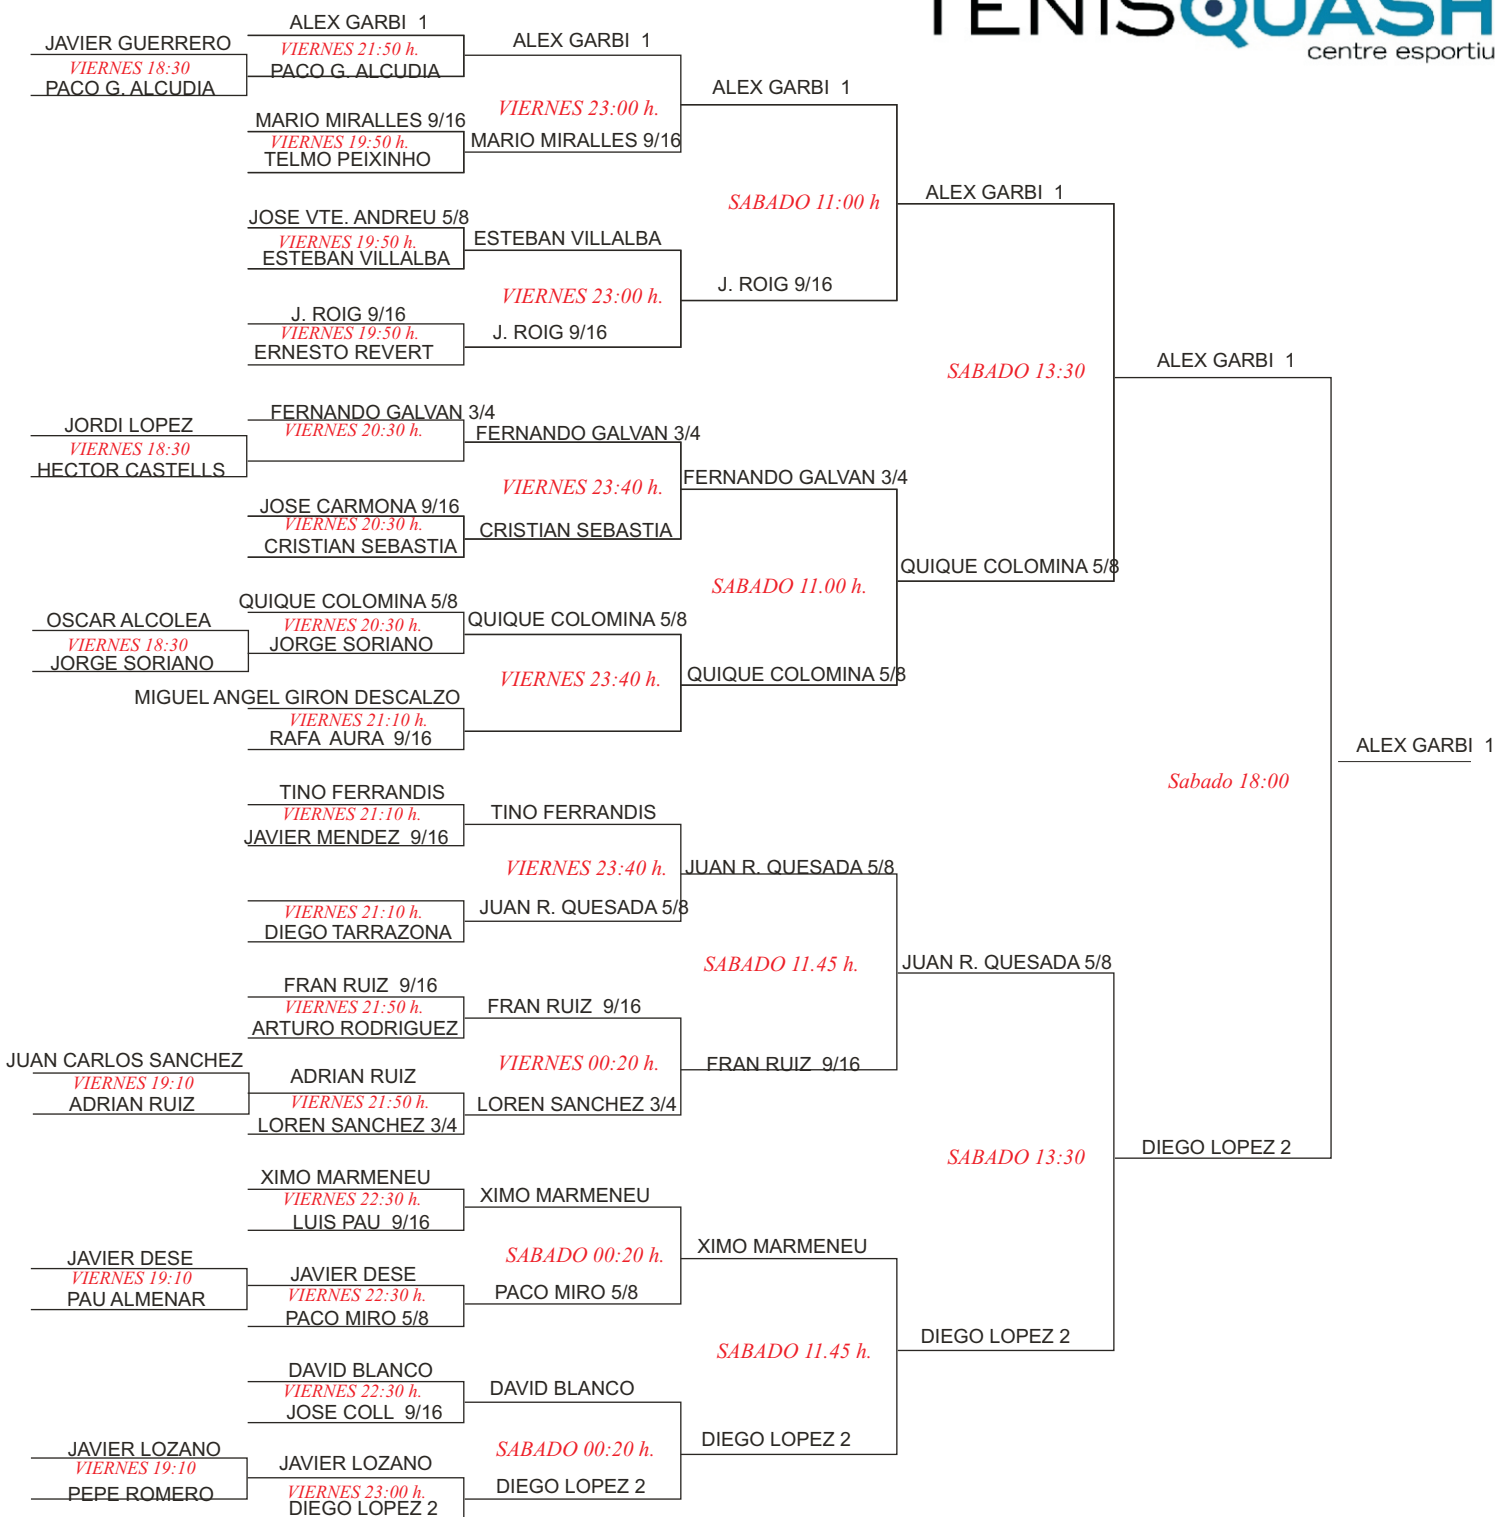 TENISQUASH
centre esportiu
JAVIER GUERRERO
VIERNES 18:30
PACO G. ALCUDIA
JORDI LOPEZ
VIERNES 18:30
HECTOR CASTELLS
OSCAR ALCOLEA
VIERNES 18:30
JORGE SORIANO
JUAN CARLOS SANCHEZ
VIERNES 19:10
ADRIAN RUIZ
JAVIER DESE
VIERNES 19:10
PAU ALMENAR
JAVIER LOZANO
VIERNES 19:10
PEPE ROMERO
ALEX GARBI 1
VIERNES 21:50 h.
PACO G. ALCUDIA
MARIO MIRALLES 9/16
VIERNES 19:50 h.
TELMO PEIXINHO
JOSE VTE. ANDREU 5/8
VIERNES 19:50 h.
ESTEBAN VILLALBA
J. ROIG 9/16
VIERNES 19:50 h.
ERNESTO REVERT
FERNANDO GALVAN 3/4
VIERNES 20:30 h.
JOSE CARMONA 9/16
VIERNES 20:30 h.
CRISTIAN SEBASTIA
QUIQUE COLOMINA 5/8
VIERNES 20:30 h.
JORGE SORIANO
MIGUEL ANGEL GIRON DESCALZO
VIERNES 21:10 h.
RAFA AURA 9/16
TINO FERRANDIS
VIERNES 21:10 h.
JAVIER MENDEZ 9/16
VIERNES 21:10 h.
DIEGO TARRAZONA
FRAN RUIZ 9/16
VIERNES 21:50 h.
ARTURO RODRIGUEZ
ADRIAN RUIZ
VIERNES 21:50 h.
LOREN SANCHEZ 3/4
XIMO MARMENEU
VIERNES 22:30 h.
LUIS PAU 9/16
JAVIER DESE
VIERNES 22:30 h.
PACO MIRO 5/8
DAVID BLANCO
VIERNES 22:30 h.
JOSE COLL 9/16
JAVIER LOZANO
VIERNES 23:00 h.
DIEGO LOPEZ 2
ALEX GARBI 1
VIERNES 23:00 h.
MARIO MIRALLES 9/16
ESTEBAN VILLALBA
VIERNES 23:00 h.
J. ROIG 9/16
FERNANDO GALVAN 3/4
VIERNES 23:40 h.
CRISTIAN SEBASTIA
QUIQUE COLOMINA 5/8
VIERNES 23:40 h.
TINO FERRANDIS
VIERNES 23:40 h.
JUAN R. QUESADA 5/8
FRAN RUIZ 9/16
VIERNES 00:20 h.
LOREN SANCHEZ 3/4
XIMO MARMENEU
SABADO 00:20 h.
PACO MIRO 5/8
DAVID BLANCO
SABADO 00:20 h.
DIEGO LOPEZ 2
ALEX GARBI 1
SABADO 11:00 h
J. ROIG 9/16
FERNANDO GALVAN 3/4
SABADO 11.00 h.
QUIQUE COLOMINA 5/8
JUAN R. QUESADA 5/8
SABADO 11.45 h.
FRAN RUIZ 9/16
XIMO MARMENEU
SABADO 11.45 h.
DIEGO LOPEZ 2
ALEX GARBI 1
SABADO 13:30
QUIQUE COLOMINA 5/8
JUAN R. QUESADA 5/8
SABADO 13:30
DIEGO LOPEZ 2
ALEX GARBI 1
Sabado 18:00
DIEGO LOPEZ 2
ALEX GARBI 1